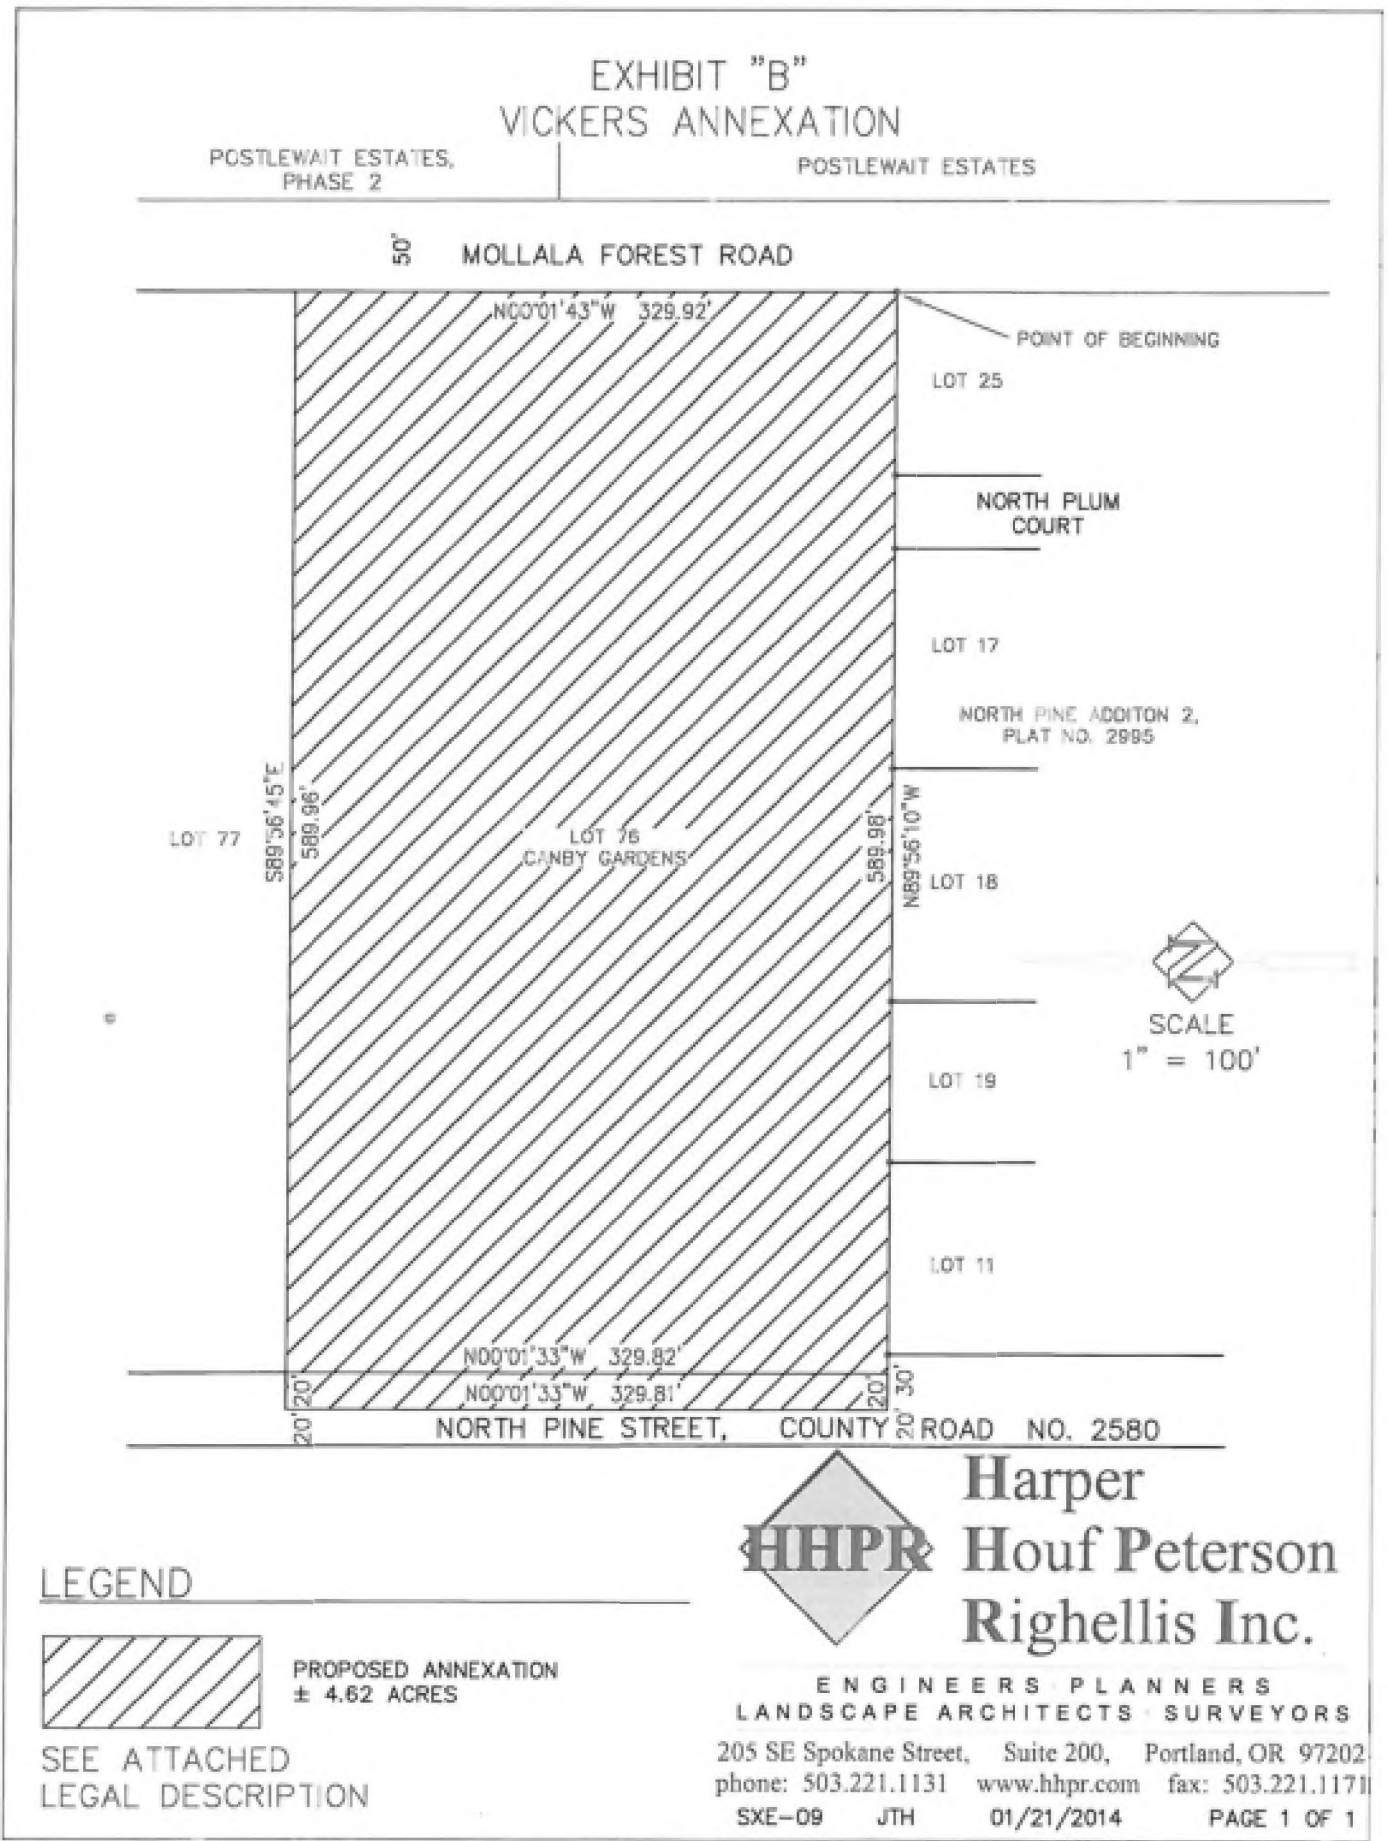 EXHIBIT "B"
VICKERS ANNEXATION
POSTLEWAIT ESTATES,
PHASE 2
POSTLEWAIT ESTATES
50'
MOLLALA FOREST ROAD
N00°01'43"W 329.92'
POINT OF BEGINNING
LOT 25
NORTH PLUM
COURT
LOT 17
NORTH PINE ADDITON 2,
PLAT NO. 2995
LOT 77
S89°56'45"E
589.96'
LOT 76
CANBY GARDENS
589.98'
N89°56'10"W
LOT 18
N
SCALE
1" = 100'
LOT 19
LOT 11
N00°01'33"W 329.82'
N00°01'33"W 329.81'
20'
20'
20'
30'
20'
NORTH PINE STREET, COUNTY ROAD NO. 2580
HHPR
Harper
Houf Peterson
Righellis Inc.
LEGEND
PROPOSED ANNEXATION
± 4.62 ACRES
SEE ATTACHED
LEGAL DESCRIPTION
ENGINEERS PLANNERS
LANDSCAPE ARCHITECTS SURVEYORS
205 SE Spokane Street, Suite 200, Portland, OR 97202
phone: 503.221.1131 www.hhpr.com fax: 503.221.1171
SXE-09 JTH 01/21/2014 PAGE 1 OF 1